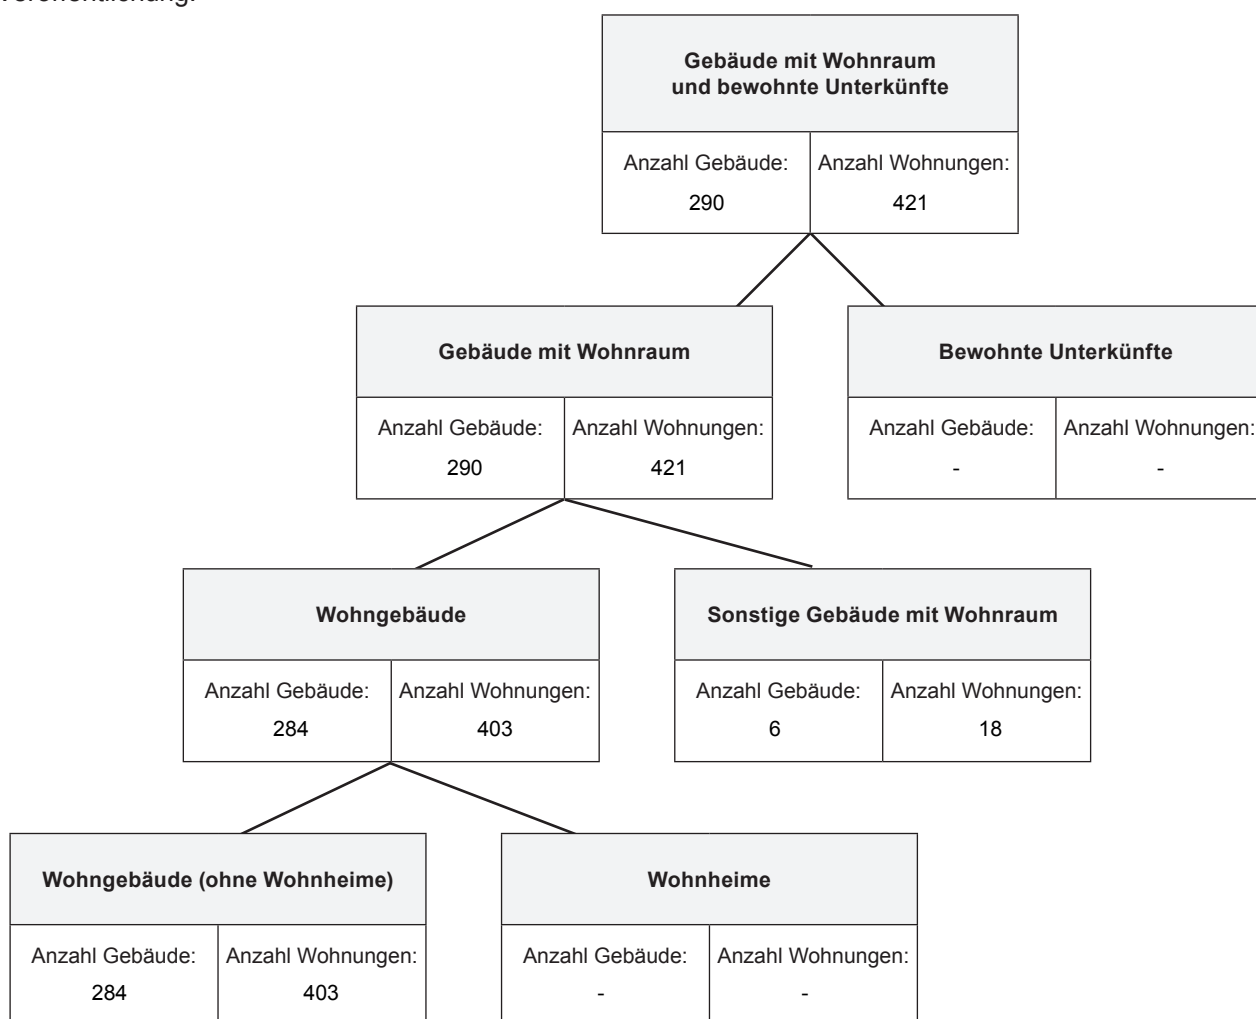 Veröffentlichung.
Gebäude mit Wohnraum
und bewohnte Unterkünfte
Anzahl Gebäude: Anzahl Wohnungen:
290 421
Gebäude mit Wohnraum Bewohnte Unterkünfte
Anzahl Gebäude: Anzahl Wohnungen: Anzahl Gebäude: Anzahl Wohnungen:
290 421 - -
Wohngebäude Sonstige Gebäude mit Wohnraum
Anzahl Gebäude: Anzahl Wohnungen: Anzahl Gebäude: Anzahl Wohnungen:
284 403 6 18
Wohngebäude (ohne Wohnheime) Wohnheime
Anzahl Gebäude: Anzahl Wohnungen: Anzahl Gebäude: Anzahl Wohnungen:
284 403 - -